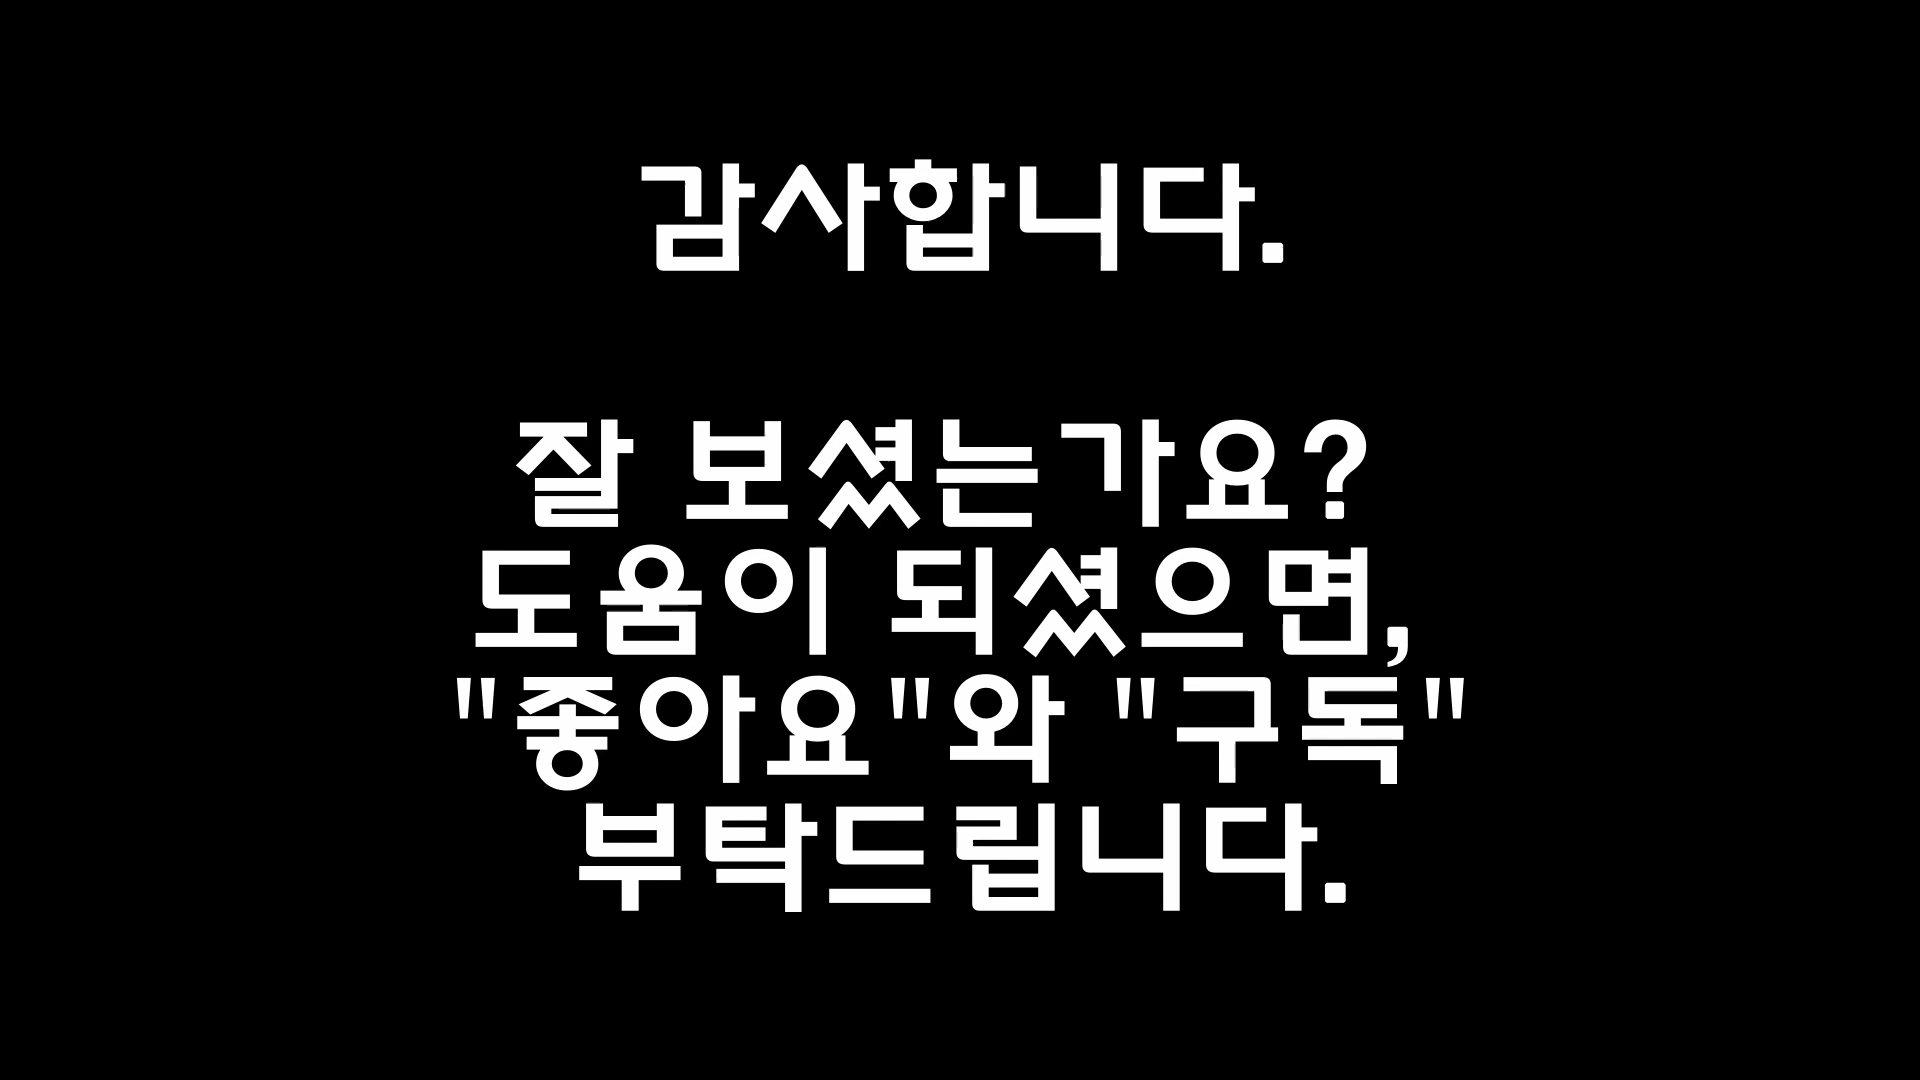 감사합니다.
잘 보셨는가요?
도움이 되셨으면,
"좋아요"와 "구독"
부탁드립니다.